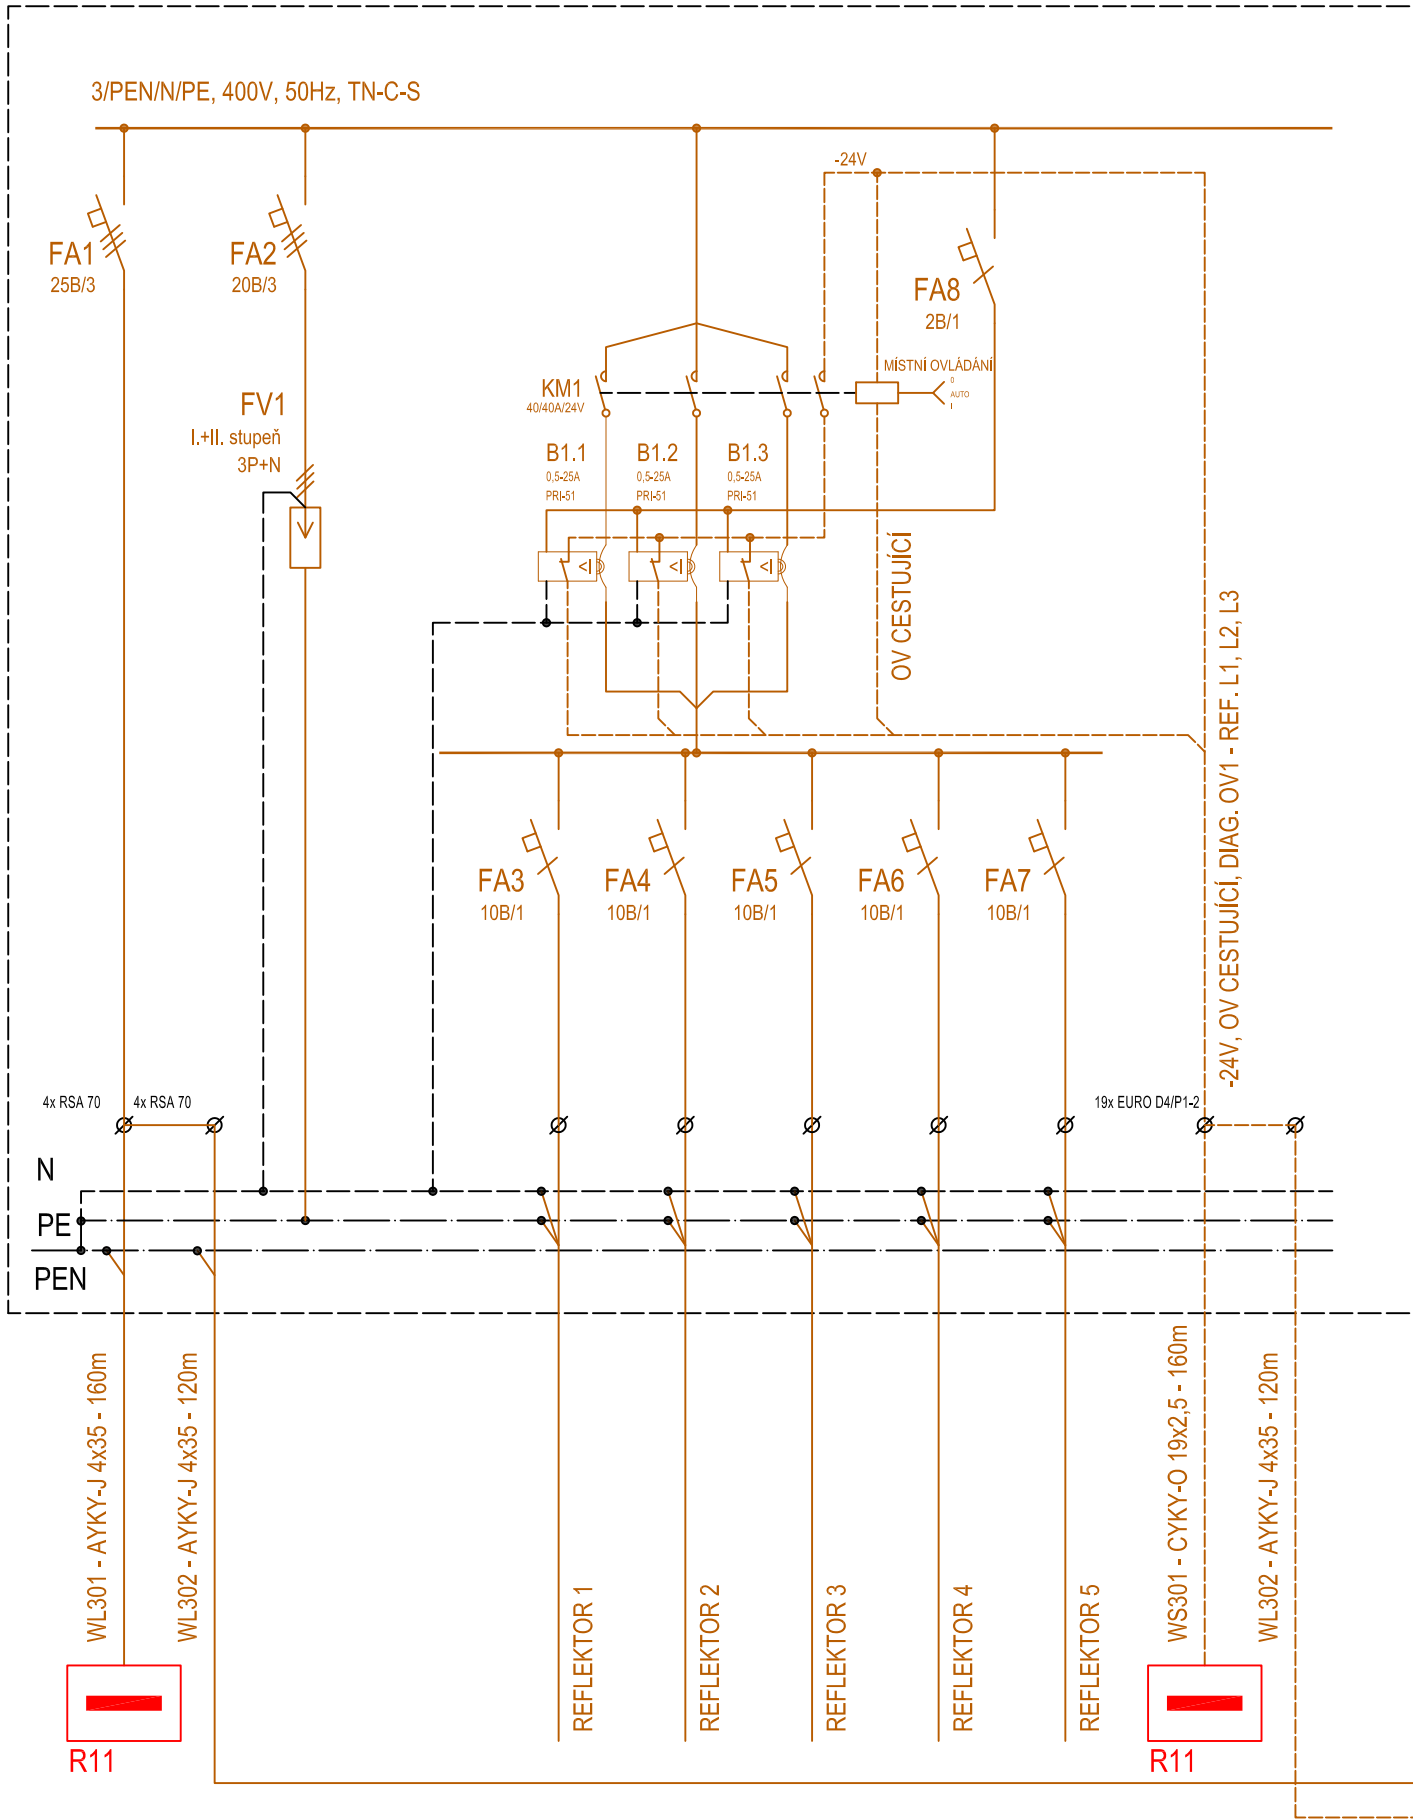 3/PEN/N/PE, 400V, 50Hz, TN-C-S
-24V
FA1
25B/3
FA2
20B/3
FA8
2B/1
MÍSTNÍ OVLÁDÁNÍ
0
AUTO
I
KM1
40/40A/24V
FV1
I.+II. stupeň
3P+N
B1.1
0,5-25A
PRI-51
B1.2
0,5-25A
PRI-51
B1.3
0,5-25A
PRI-51
<I
<I
<I
OV CESTUJÍCÍ
-24V, OV CESTUJÍCÍ, DIAG. OV1 - REF. L1, L2, L3
FA3
10B/1
FA4
10B/1
FA5
10B/1
FA6
10B/1
FA7
10B/1
4x RSA 70
4x RSA 70
19x EURO D4/P1-2
N
PE
PEN
WL301 - AYKY-J 4x35 - 160m
WL302 - AYKY-J 4x35 - 120m
REFLEKTOR 1
REFLEKTOR 2
REFLEKTOR 3
REFLEKTOR 4
REFLEKTOR 5
WS301 - CYKY-O 19x2,5 - 160m
WL302 - AYKY-J 4x35 - 120m
R11
R11